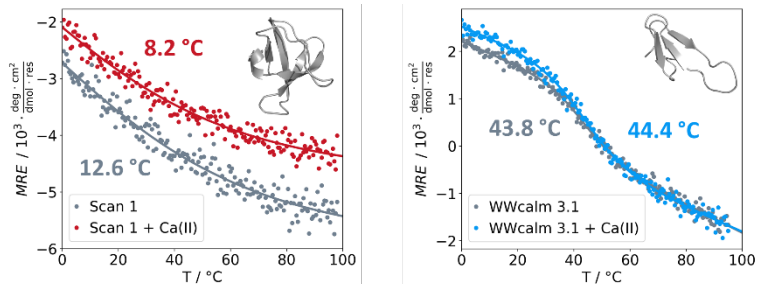 −2
−3
−4
−5
−6
0
20
40
60
80
100
T / °C
MRE / 10³ · deg · cm² / dmol · res
8.2 °C
12.6 °C
Scan 1
Scan 1 + Ca(II)
2
1
0
−1
−2
0
20
40
60
80
100
T / °C
MRE / 10³ · deg · cm² / dmol · res
43.8 °C
44.4 °C
WWcalm 3.1
WWcalm 3.1 + Ca(II)